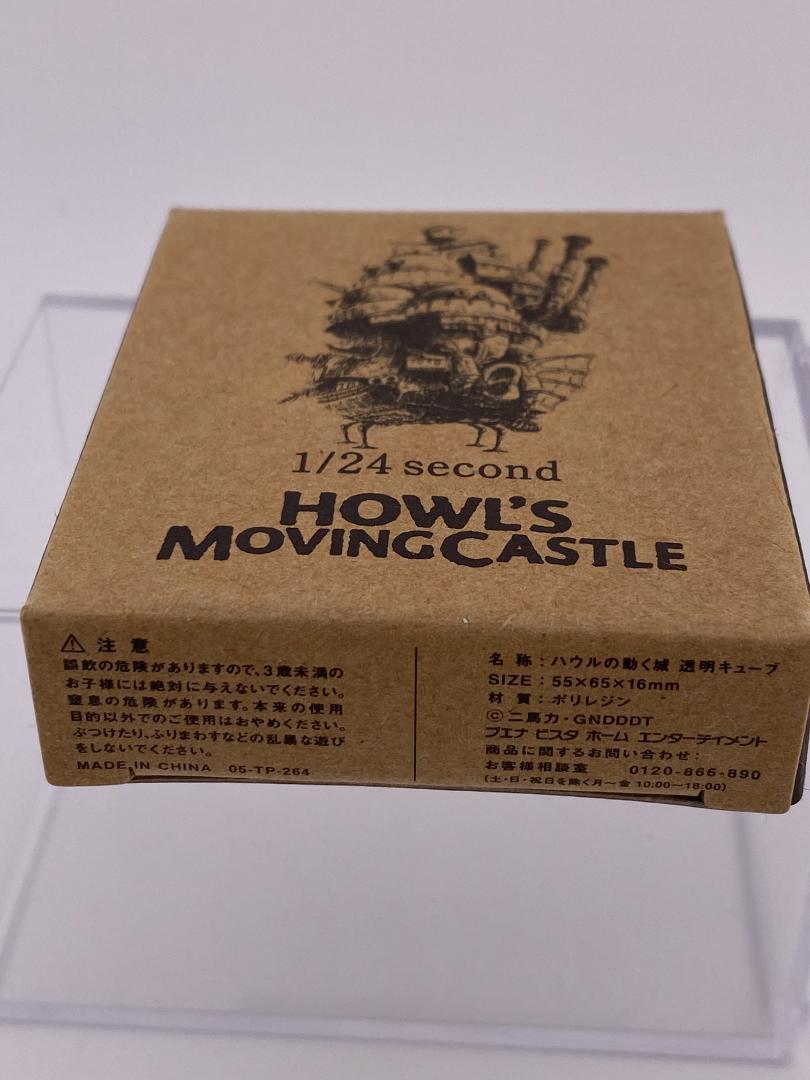 1/24 second
HOWL'S
MOVING CASTLE
⚠ 注意
誤飲の危険がありますので、3歳未満の
お子様には絶対に与えないでください。
窒息の危険があります。本来の使用
目的以外でのご使用はおやめください。
ぶつけたり、ふりまわすなどの乱暴な遊び
をしないでください。
MADE IN CHINA 05-TP-264
名 称：ハウルの動く城 透明キューブ
SIZE：55×65×16mm
材 質：ポリレジン
©二馬力・GNDDDT
ブエナ ビスタ ホーム エンターテイメント
商品に関するお問い合わせ：
お客様相談室 0120-866-890
(土・日・祝日を除く月〜金 10:00〜18:00)